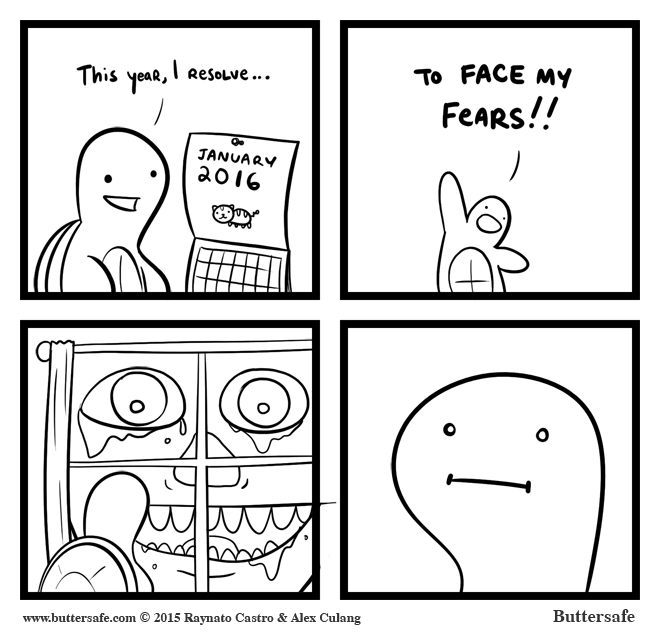 This year, I resolve...
JANUARY
2016
TO FACE MY
FEARS!!
www.buttersafe.com © 2015 Raynato Castro & Alex Culang
Buttersafe